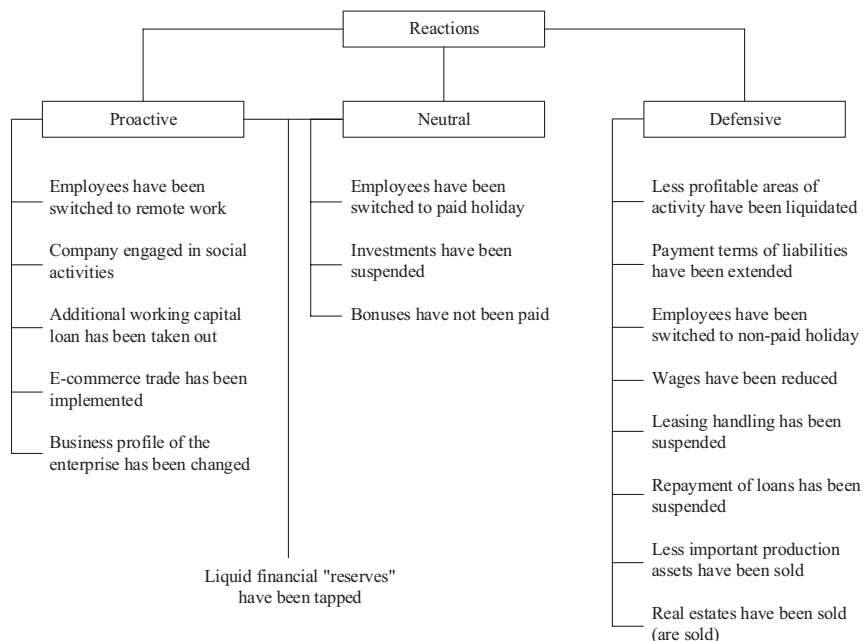 Reactions
Proactive
Neutral
Defensive
Employees have been
switched to remote work
Company engaged in social
activities
Additional working capital
loan has been taken out
E-commerce trade has been
implemented
Business profile of the
enterprise has been changed
Liquid financial "reserves"
have been tapped
Employees have been
switched to paid holiday
Investments have been
suspended
Bonuses have not been paid
Less profitable areas of
activity have been liquidated
Payment terms of liabilities
have been extended
Employees have been
switched to non-paid holiday
Wages have been reduced
Leasing handling has been
suspended
Repayment of loans has been
suspended
Less important production
assets have been sold
Real estates have been sold
(are sold)